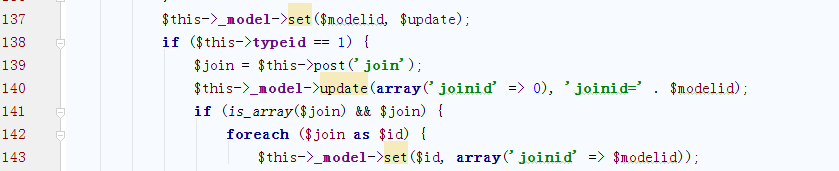 137 $this->_model->set($modelid, $update);
138 if ($this->typeid == 1) {
139 $join = $this->post('join');
140 $this->_model->update(array('joinid' => 0), 'joinid=' . $modelid);
141 if (is_array($join) && $join) {
142 foreach ($join as $id) {
143 $this->_model->set($id, array('joinid' => $modelid));